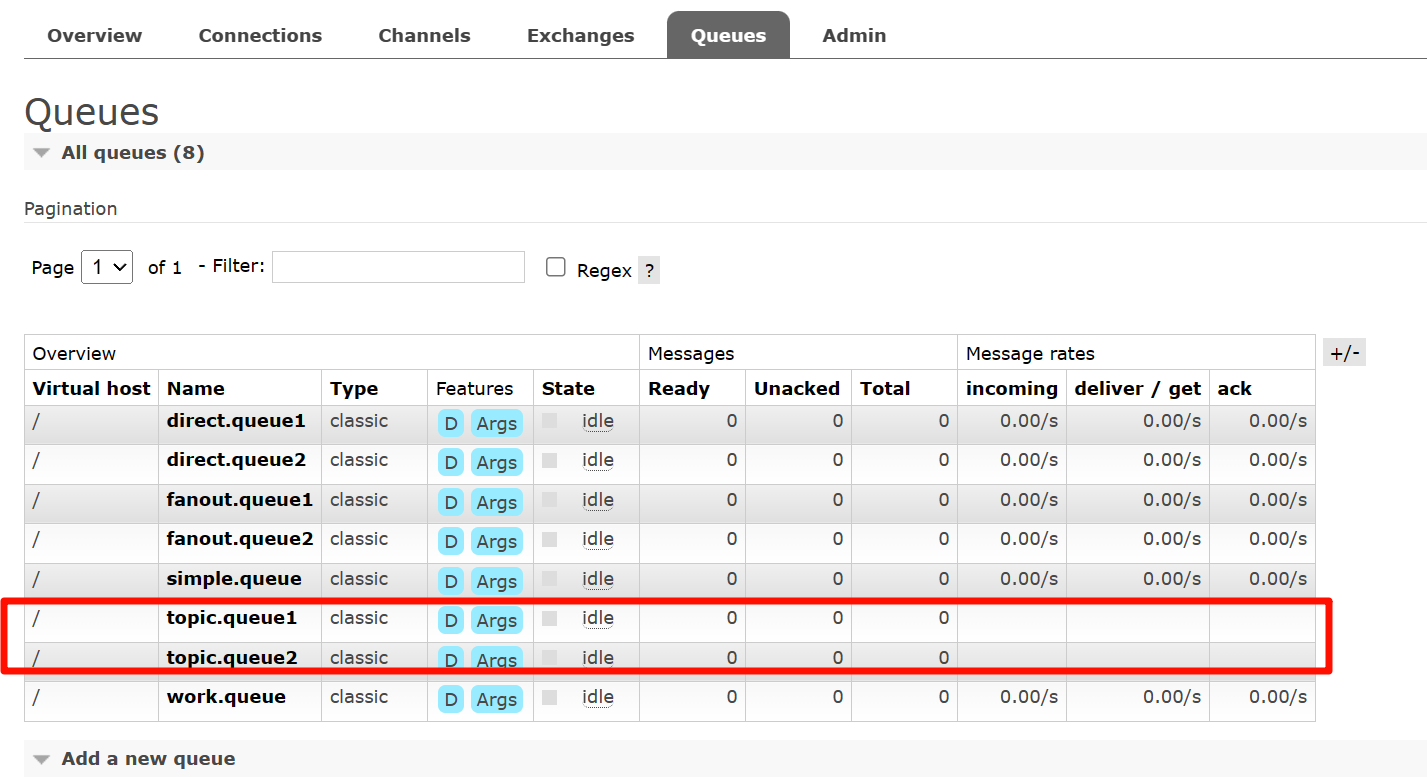 Overview Connections Channels Exchanges Queues Admin
Queues
All queues (8)
Pagination
Page 1 of 1 - Filter: Regex ?
Overview Messages Message rates +/-
Virtual host Name Type Features State Ready Unacked Total incoming deliver / get ack
/ direct.queue1 classic D Args idle 0 0 0 0.00/s 0.00/s 0.00/s
/ direct.queue2 classic D Args idle 0 0 0 0.00/s 0.00/s 0.00/s
/ fanout.queue1 classic D Args idle 0 0 0 0.00/s 0.00/s 0.00/s
/ fanout.queue2 classic D Args idle 0 0 0 0.00/s 0.00/s 0.00/s
/ simple.queue classic D Args idle 0 0 0 0.00/s 0.00/s 0.00/s
/ topic.queue1 classic D Args idle 0 0 0
/ topic.queue2 classic D Args idle 0 0 0
/ work.queue classic D Args idle 0 0 0 0.00/s 0.00/s 0.00/s
Add a new queue